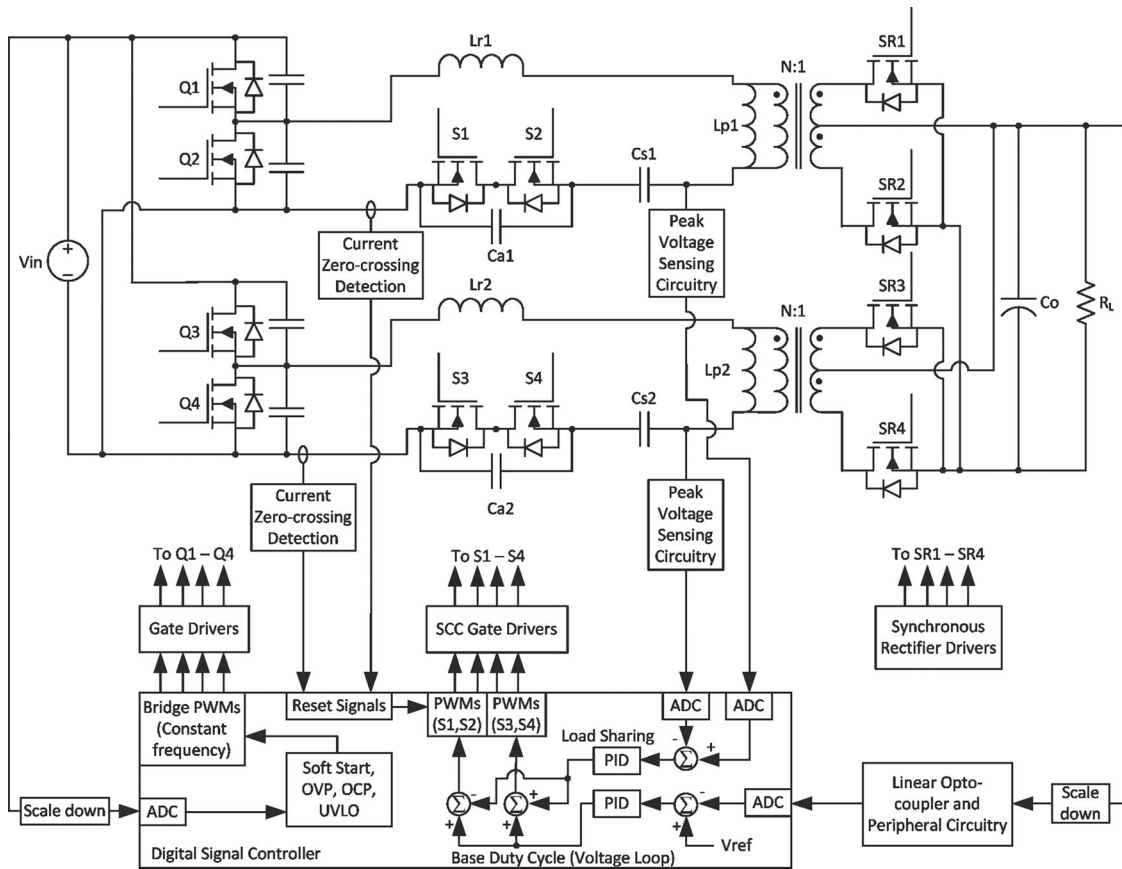 Lr1
SR1
N:1
Q1
S1
S2
Lp1
Q2
Cs1
SR2
Current
Zero-crossing
Detection
Ca1
Peak
Voltage
Sensing
Circuitry
Vin
+
−
Lr2
SR3
N:1
Co
RL
Q3
S3
S4
Lp2
Q4
Cs2
SR4
Current
Zero-crossing
Detection
Ca2
Peak
Voltage
Sensing
Circuitry
To Q1 – Q4
To S1 – S4
To SR1 – SR4
Gate Drivers
SCC Gate Drivers
Synchronous
Rectifier Drivers
Bridge PWMs
(Constant
frequency)
Reset Signals
PWMs
(S1,S2)
PWMs
(S3,S4)
ADC
ADC
Load Sharing
PID
-
Σ
+
Soft Start,
OVP, OCP,
UVLO
Scale down
ADC
Σ
-
+
Σ
+
+
PID
Σ
-
+
ADC
Linear Opto-
coupler and
Peripheral Circuitry
Scale
down
Vref
Digital Signal Controller
Base Duty Cycle (Voltage Loop)